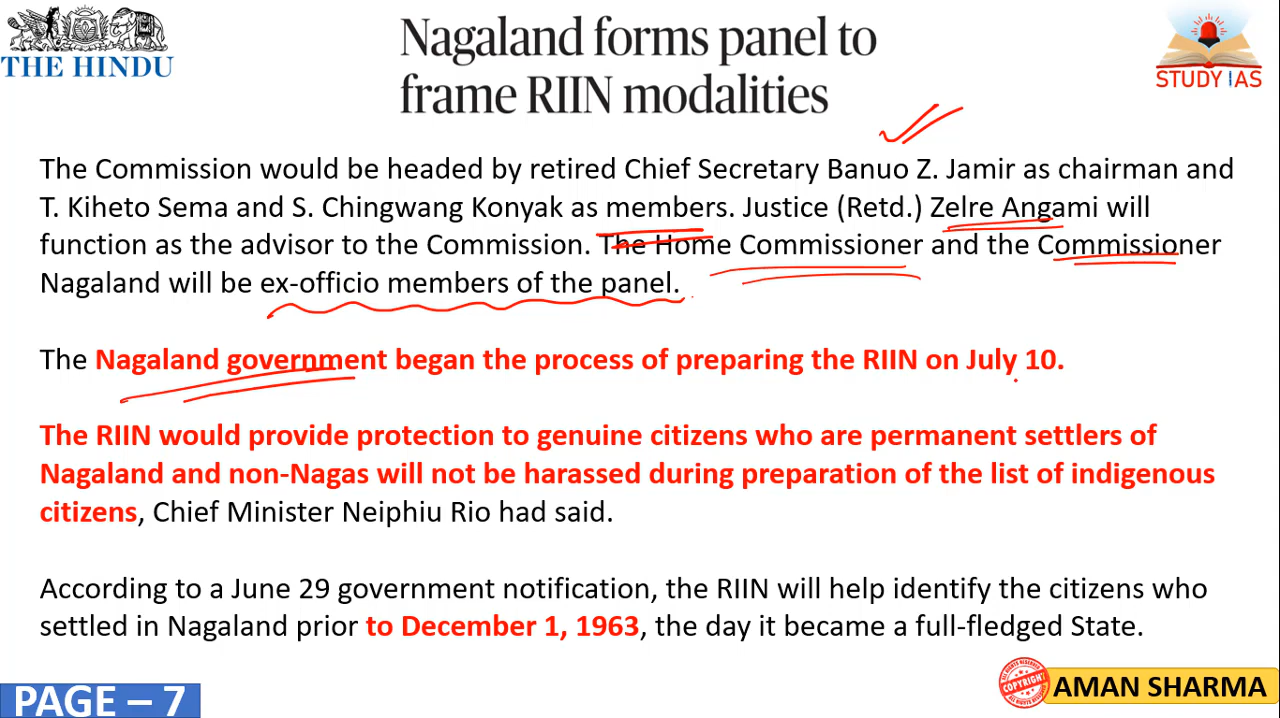 THE HINDU
Nagaland forms panel to
frame RIIN modalities
STUDY IAS
The Commission would be headed by retired Chief Secretary Banuo Z. Jamir as chairman and
T. Kiheto Sema and S. Chingwang Konyak as members. Justice (Retd.) Zelre Angami will
function as the advisor to the Commission. The Home Commissioner and the Commissioner
Nagaland will be ex-officio members of the panel.
The Nagaland government began the process of preparing the RIIN on July 10.
The RIIN would provide protection to genuine citizens who are permanent settlers of
Nagaland and non-Nagas will not be harassed during preparation of the list of indigenous
citizens, Chief Minister Neiphiu Rio had said.
According to a June 29 government notification, the RIIN will help identify the citizens who
settled in Nagaland prior to December 1, 1963, the day it became a full-fledged State.
PAGE – 7
COPYRIGHT
AMAN SHARMA